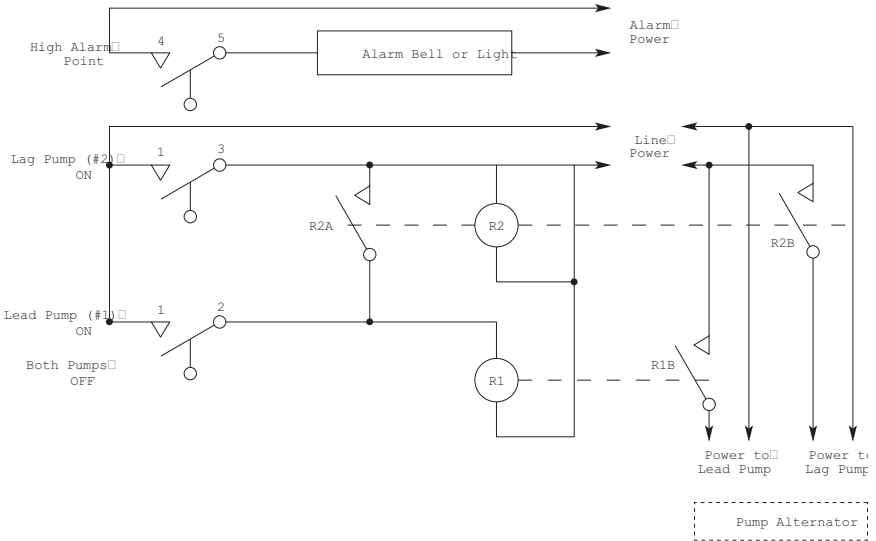 Alarm
Power
High Alarm
Point
4
5
Alarm Bell or Light
Line
Power
Lag Pump (#2)
ON
1
3
R2A
R2
R2B
Lead Pump (#1)
ON
1
2
Both Pumps
OFF
R1
R1B
Power to
Lead Pump
Power to
Lag Pump
Pump Alternator